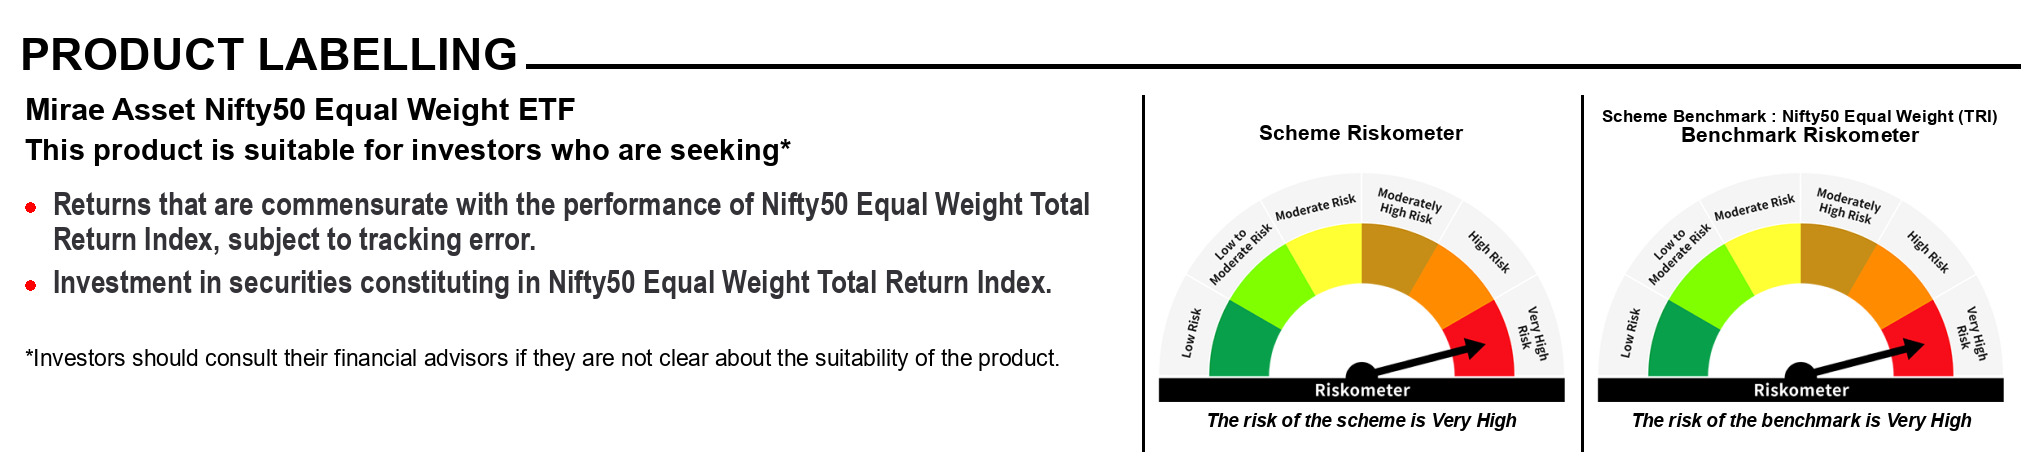 PRODUCT LABELLING
Mirae Asset Nifty50 Equal Weight ETF
This product is suitable for investors who are seeking*
Returns that are commensurate with the performance of Nifty50 Equal Weight Total
Return Index, subject to tracking error.
Investment in securities constituting in Nifty50 Equal Weight Total Return Index.
*Investors should consult their financial advisors if they are not clear about the suitability of the product.
Scheme Riskometer
Low Risk
Low to
Moderate Risk
Moderate Risk
Moderately
High Risk
High Risk
Very High
Risk
Riskometer
The risk of the scheme is Very High
Scheme Benchmark : Nifty50 Equal Weight (TRI)
Benchmark Riskometer
Low Risk
Low to
Moderate Risk
Moderate Risk
Moderately
High Risk
High Risk
Very High
Risk
Riskometer
The risk of the benchmark is Very High